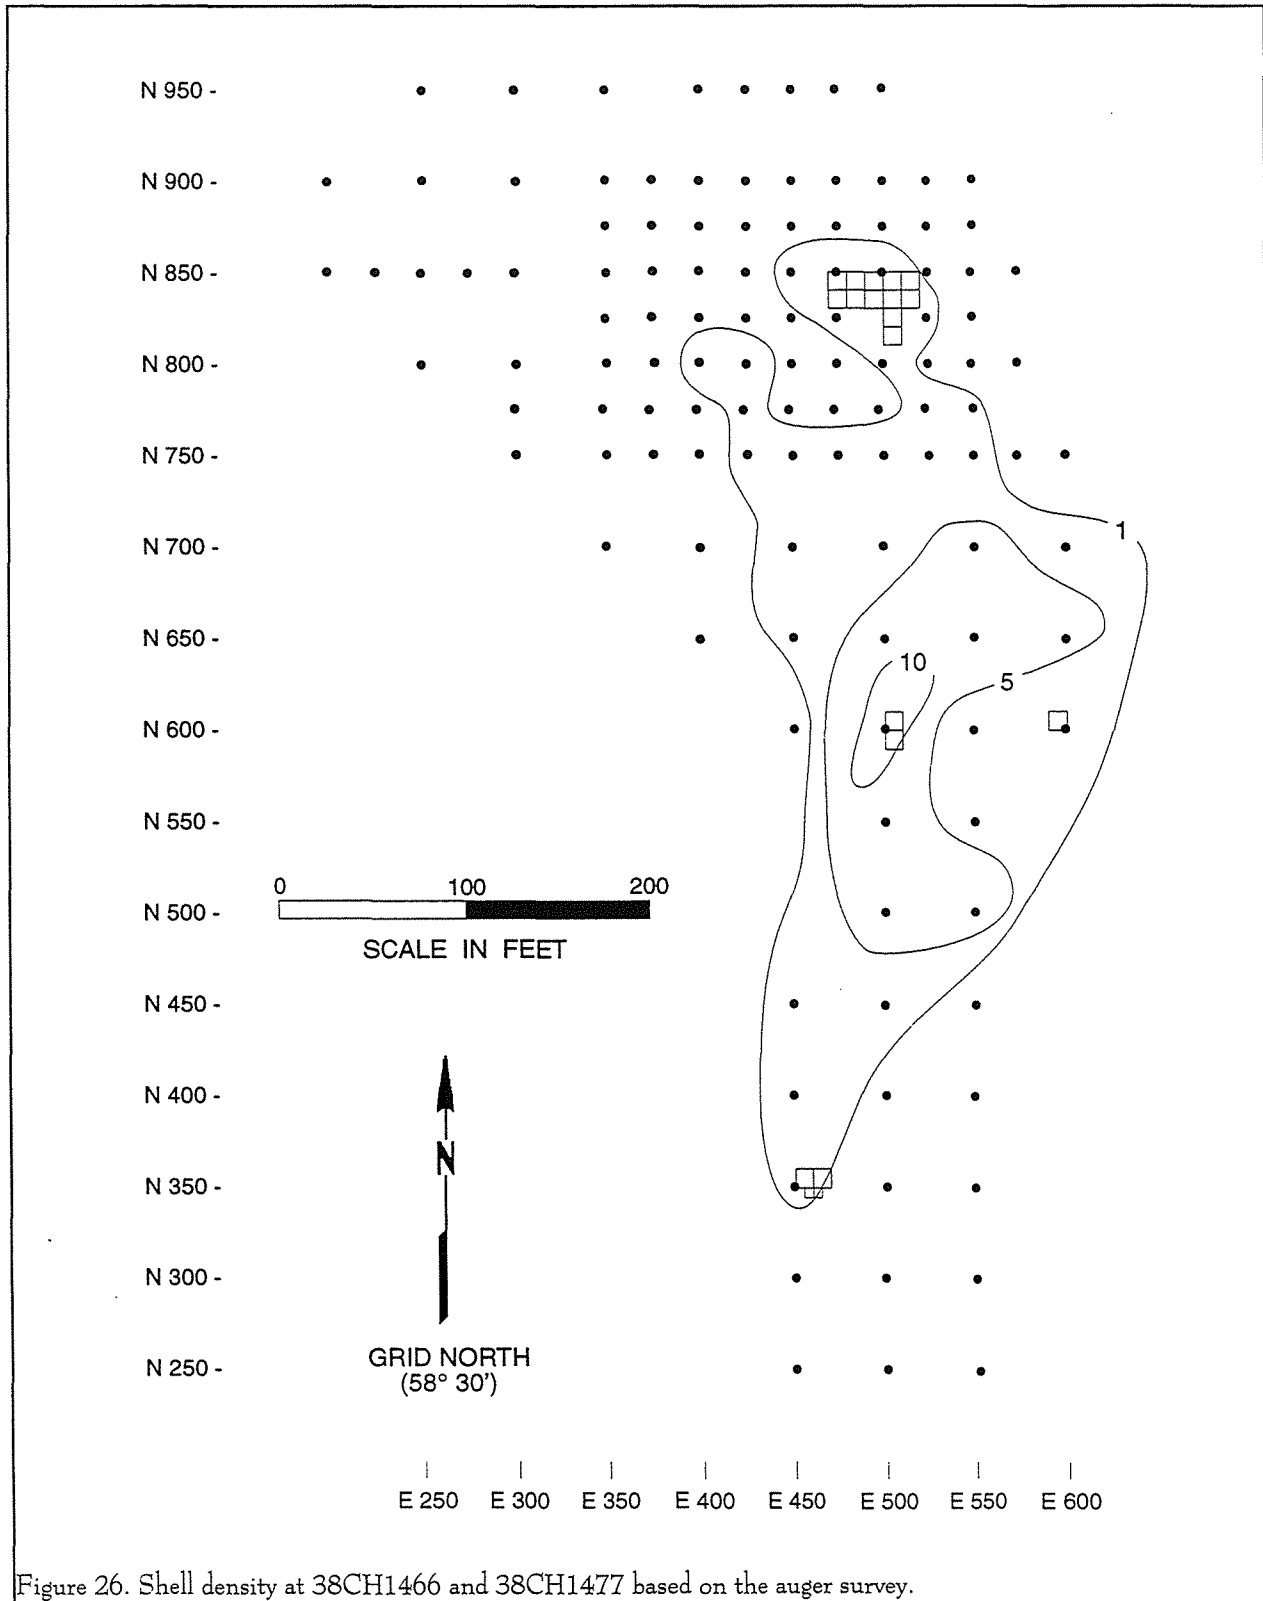 N 950 -
N 900 -
N 850 -
N 800 -
N 750 -
1
N 700 -
N 650 -
10
5
N 600 -
N 550 -
0 100 200
N 500 -
SCALE IN FEET
N 450 -
N 400 -
N
N 350 -
N 300 -
N 250 -
GRID NORTH
(58° 30')
E 250 E 300 E 350 E 400 E 450 E 500 E 550 E 600
Figure 26. Shell density at 38CH1466 and 38CH1477 based on the auger survey.